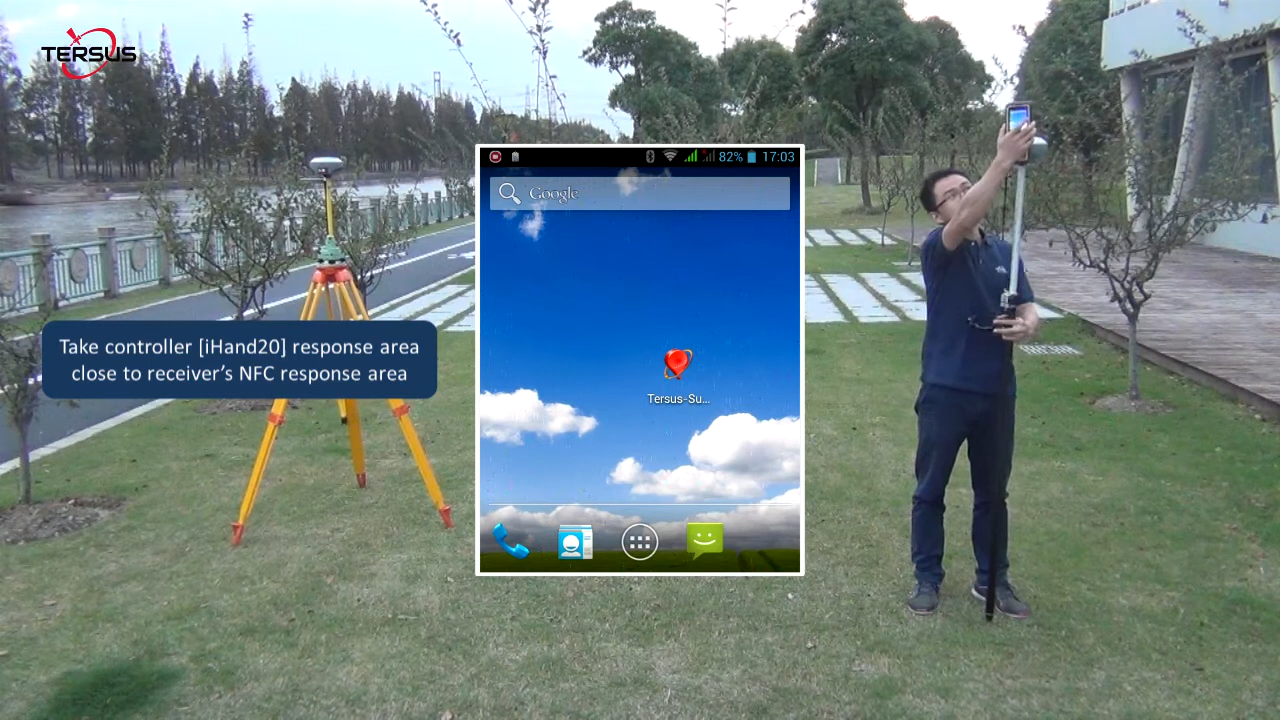 TERSUS
82% 17:03
Google
Tersus-Su...
Take controller [iHand20] response area
close to receiver's NFC response area